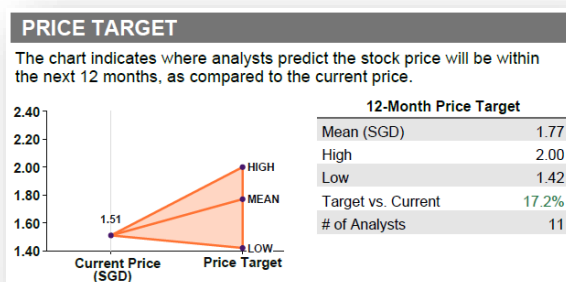 PRICE TARGET
The chart indicates where analysts predict the stock price will be within
the next 12 months, as compared to the current price.
2.40
2.20
2.00
1.80
1.60
1.40
1.51
HIGH
MEAN
LOW
Current Price
(SGD)
Price Target
12-Month Price Target
Mean (SGD) 1.77
High 2.00
Low 1.42
Target vs. Current 17.2%
# of Analysts 11